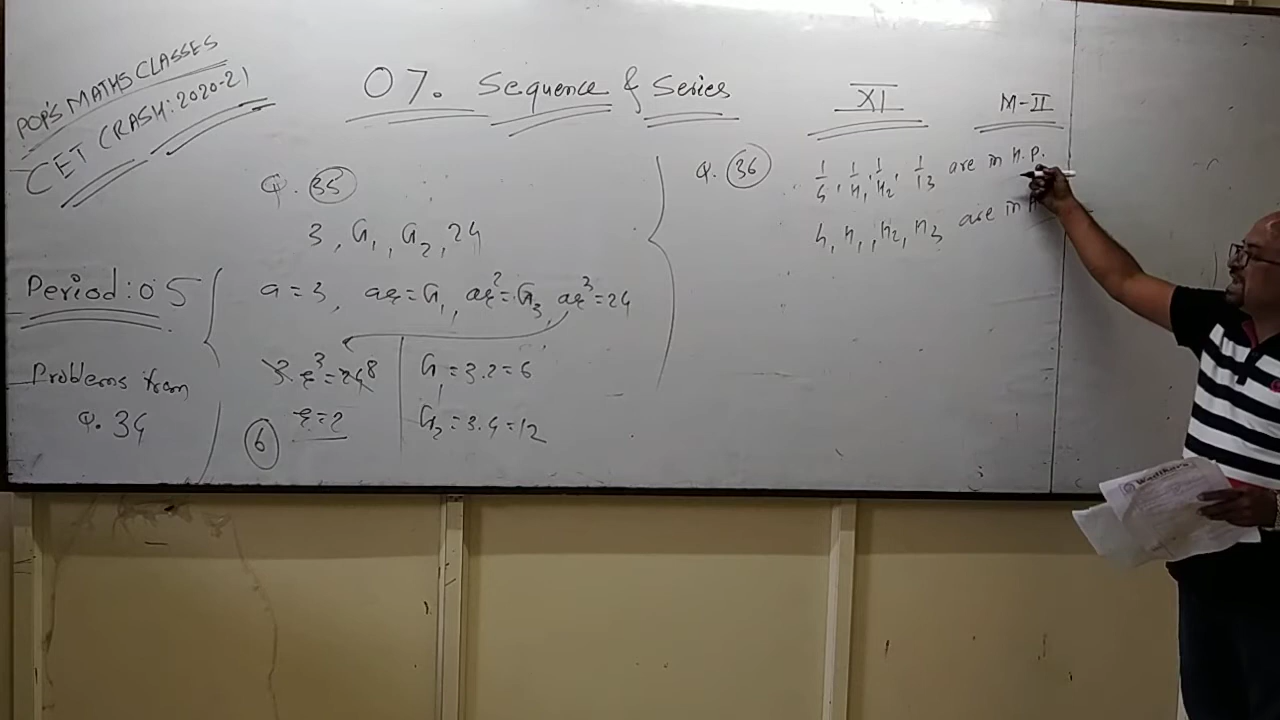 POP'S MATHS CLASSES
CET CRASH: 2020-21
07. Sequence & Series
XI
M-II
Period: 05
Problems from
Q. 34
Q. 35
3, G₁, G₂, 24
a = 3, ar = G₁, ar² = G₃, ar³ = 24
3. r³ = 24 8
r = 2
6
G₁ = 3.2 = 6
G₂ = 3.4 = 12
Q. 36
1/4, 1/H₁, 1/H₂, 1/13 are in H.P.
4, H₁, H₂, H3 are in